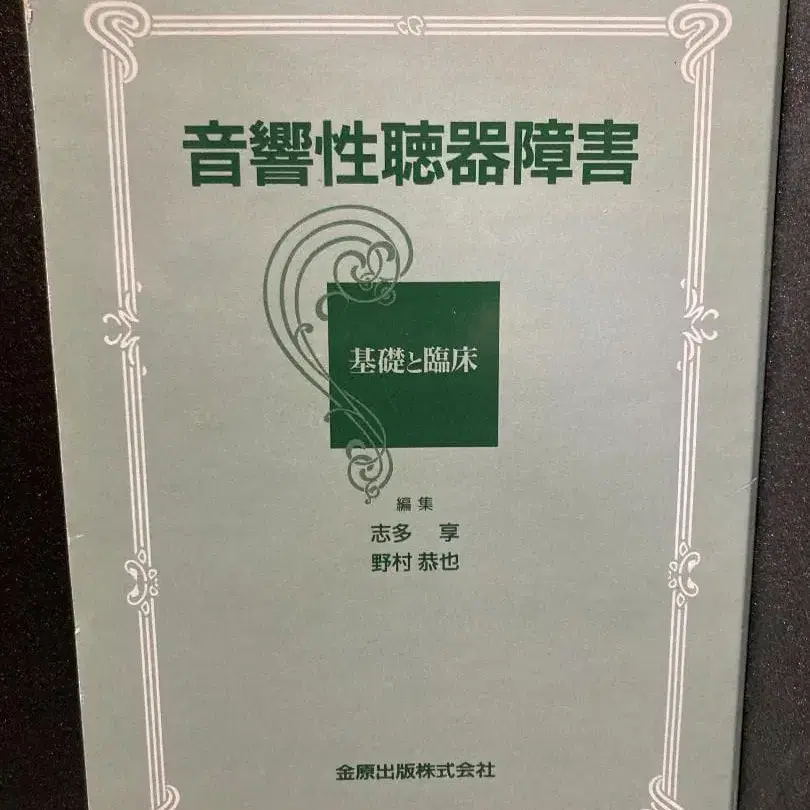 音響性聴器障害
基礎と臨床
編集
志多 享
野村恭也
金原出版株式会社